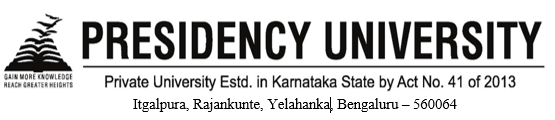 PRESIDENCY UNIVERSITY
GAIN MORE KNOWLEDGE
REACH GREATER HEIGHTS
Private University Estd. in Karnataka State by Act No. 41 of 2013
Itgalpura, Rajankunte, Yelahanka, Bengaluru – 560064